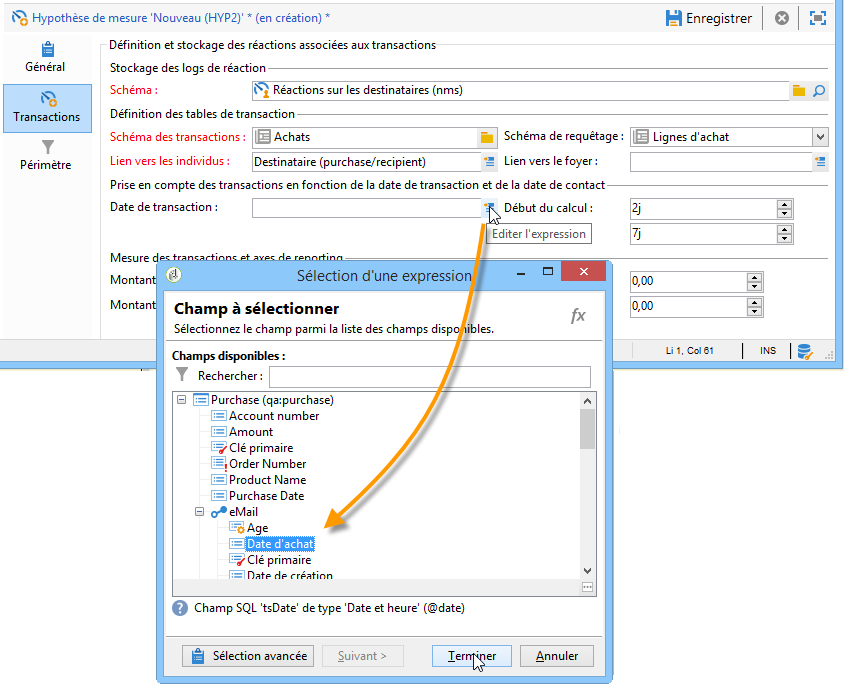 Hypothèse de mesure 'Nouveau (HYP2)' * (en création) *
Enregistrer
Général
Transactions
Périmètre
Définition et stockage des réactions associées aux transactions
Stockage des logs de réaction
Schéma : Réactions sur les destinataires (nms)
Définition des tables de transaction
Schéma des transactions : Achats Schéma de requêtage : Lignes d'achat
Lien vers les individus : Destinataire (purchase/recipient) Lien vers le foyer :
Prise en compte des transactions en fonction de la date de transaction et de la date de contact
Date de transaction : Début du calcul : 2j
Editer l'expression 7j
Mesure des transactions et axes de reporting
Montant 0,00
Montant 0,00
Li 1, Col 61 INS
Sélection d'une expression
Champ à sélectionner
Sélectionnez le champ parmi la liste des champs disponibles.
fx
Champs disponibles :
Rechercher :
Purchase (qa:purchase)
Account number
Amount
Clé primaire
Order Number
Product Name
Purchase Date
eMail
Age
Date d'achat
Clé primaire
Date de création
Champ SQL 'tsDate' de type 'Date et heure' (@date)
Sélection avancée Suivant > Terminer Annuler